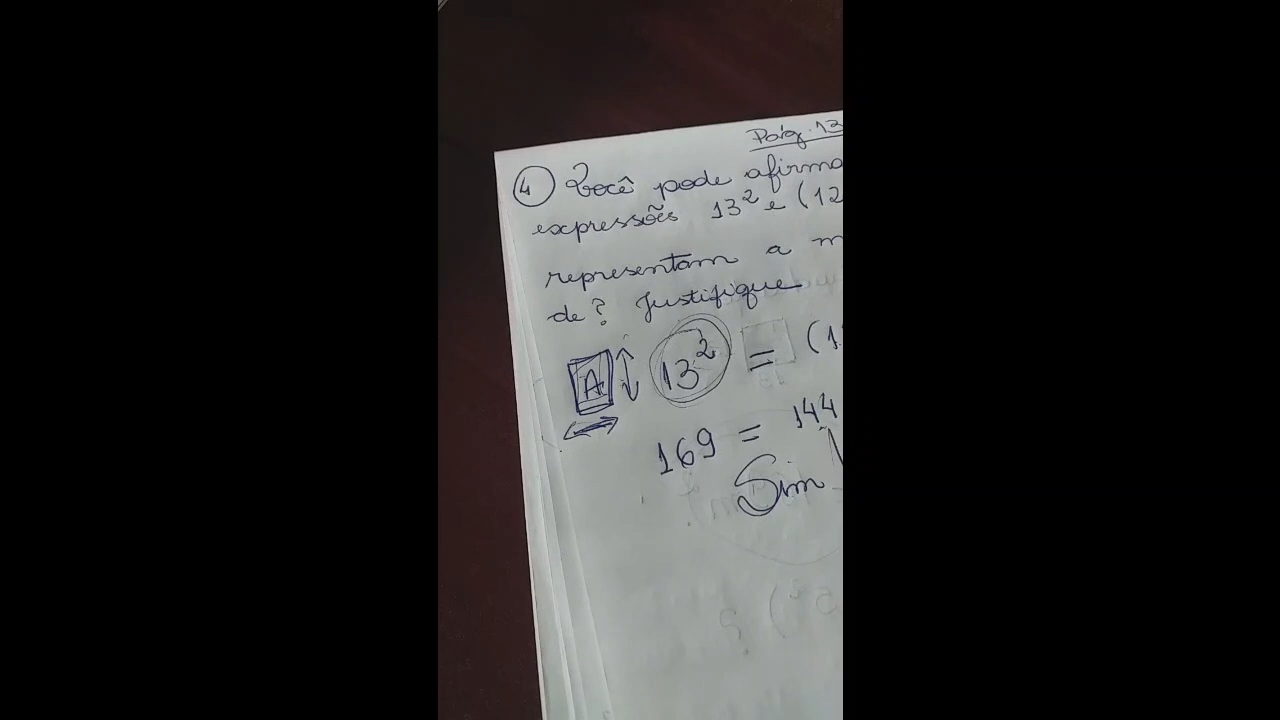 Pág. 13
4 Você pode afirma
expressões 13² e (12
representam a m
de? Justifique
A 13² = (1
169 = 144
Sim